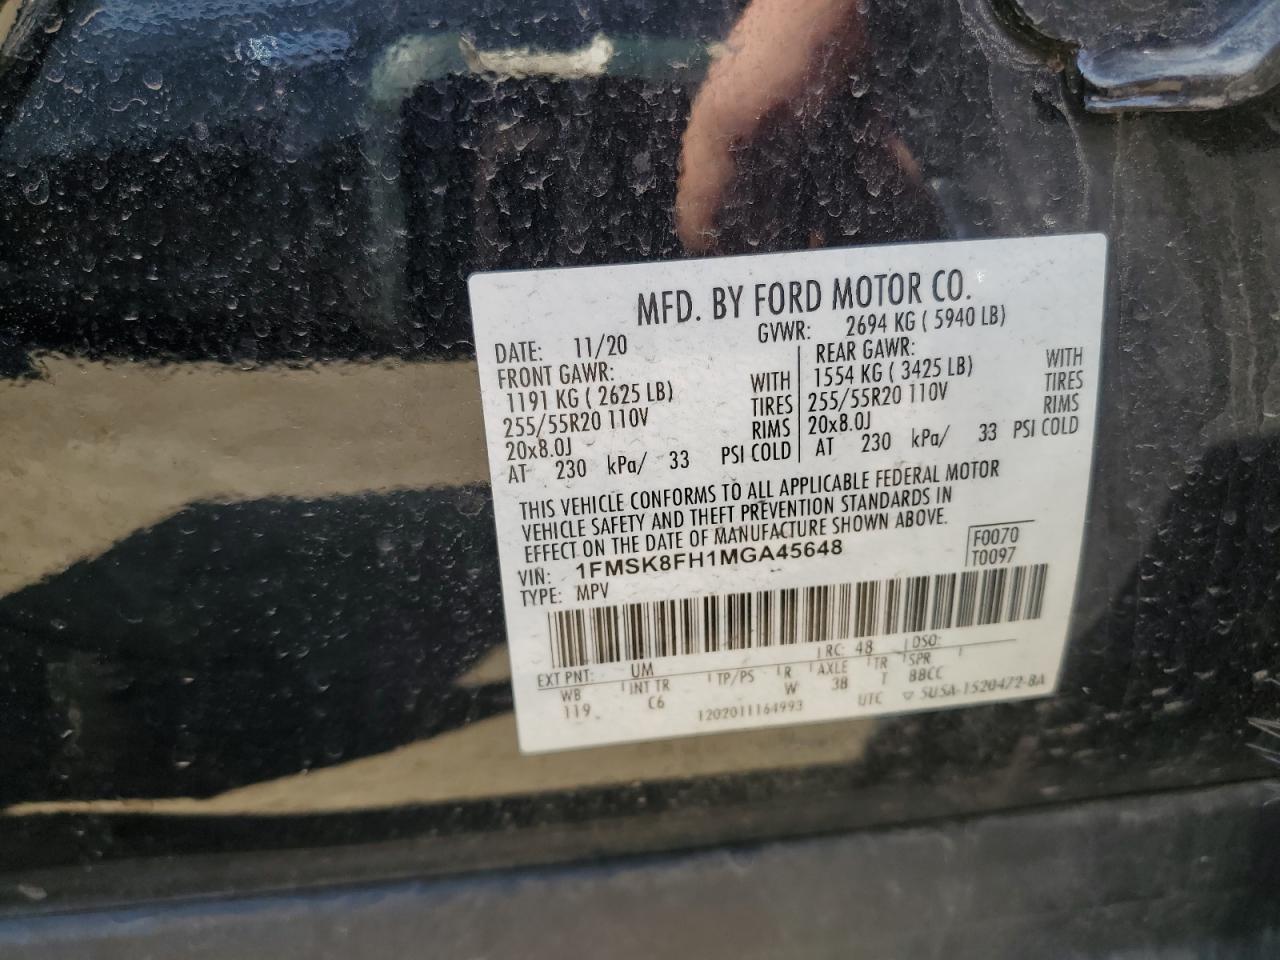 MFD. BY FORD MOTOR CO.
DATE: 11/20 GVWR: 2694 KG ( 5940 LB)
FRONT GAWR: REAR GAWR:
1191 KG ( 2625 LB) WITH 1554 KG ( 3425 LB) WITH
255/55R20 110V TIRES 255/55R20 110V TIRES
20x8.0J RIMS 20x8.0J RIMS
AT 230 kPa/ 33 PSI COLD AT 230 kPa/ 33 PSI COLD
THIS VEHICLE CONFORMS TO ALL APPLICABLE FEDERAL MOTOR
VEHICLE SAFETY AND THEFT PREVENTION STANDARDS IN
EFFECT ON THE DATE OF MANUFACTURE SHOWN ABOVE.
VIN: 1FMSK8FH1MGA45648 F0070
TYPE: MPV T0097
EXT PNT: UM RC: 48 DSO:
WB INT TR TP/PS R AXLE TR SPR
119 C6 W 38 T BBCC
1202011164993 UTC ▽ 5U5A-1520472-BA